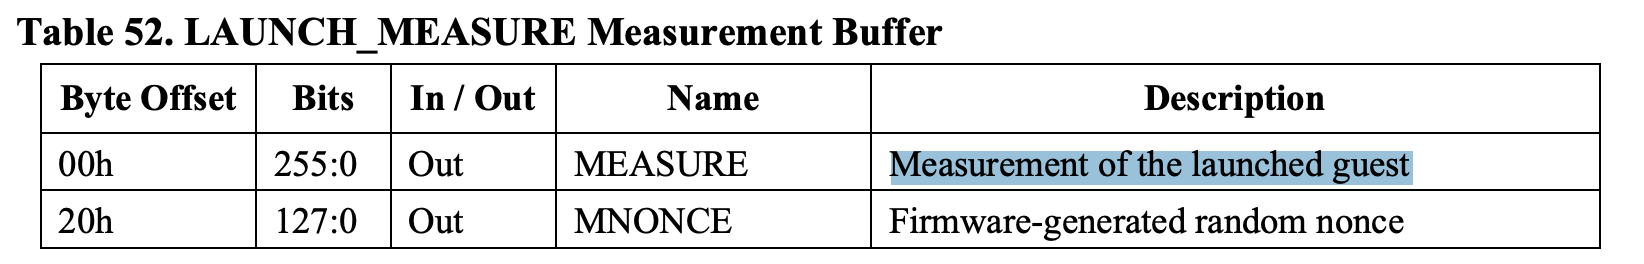 Table 52. LAUNCH_MEASURE Measurement Buffer
Byte Offset Bits In / Out Name Description
00h 255:0 Out MEASURE Measurement of the launched guest
20h 127:0 Out MNONCE Firmware-generated random nonce